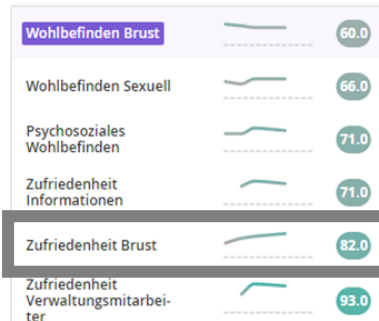 Wohlbefinden Brust 60.0
Wohlbefinden Sexuell 66.0
Psychosoziales
Wohlbefinden 71.0
Zufriedenheit
Informationen 71.0
Zufriedenheit Brust 82.0
Zufriedenheit
Verwaltungsmitarbei-
ter 93.0